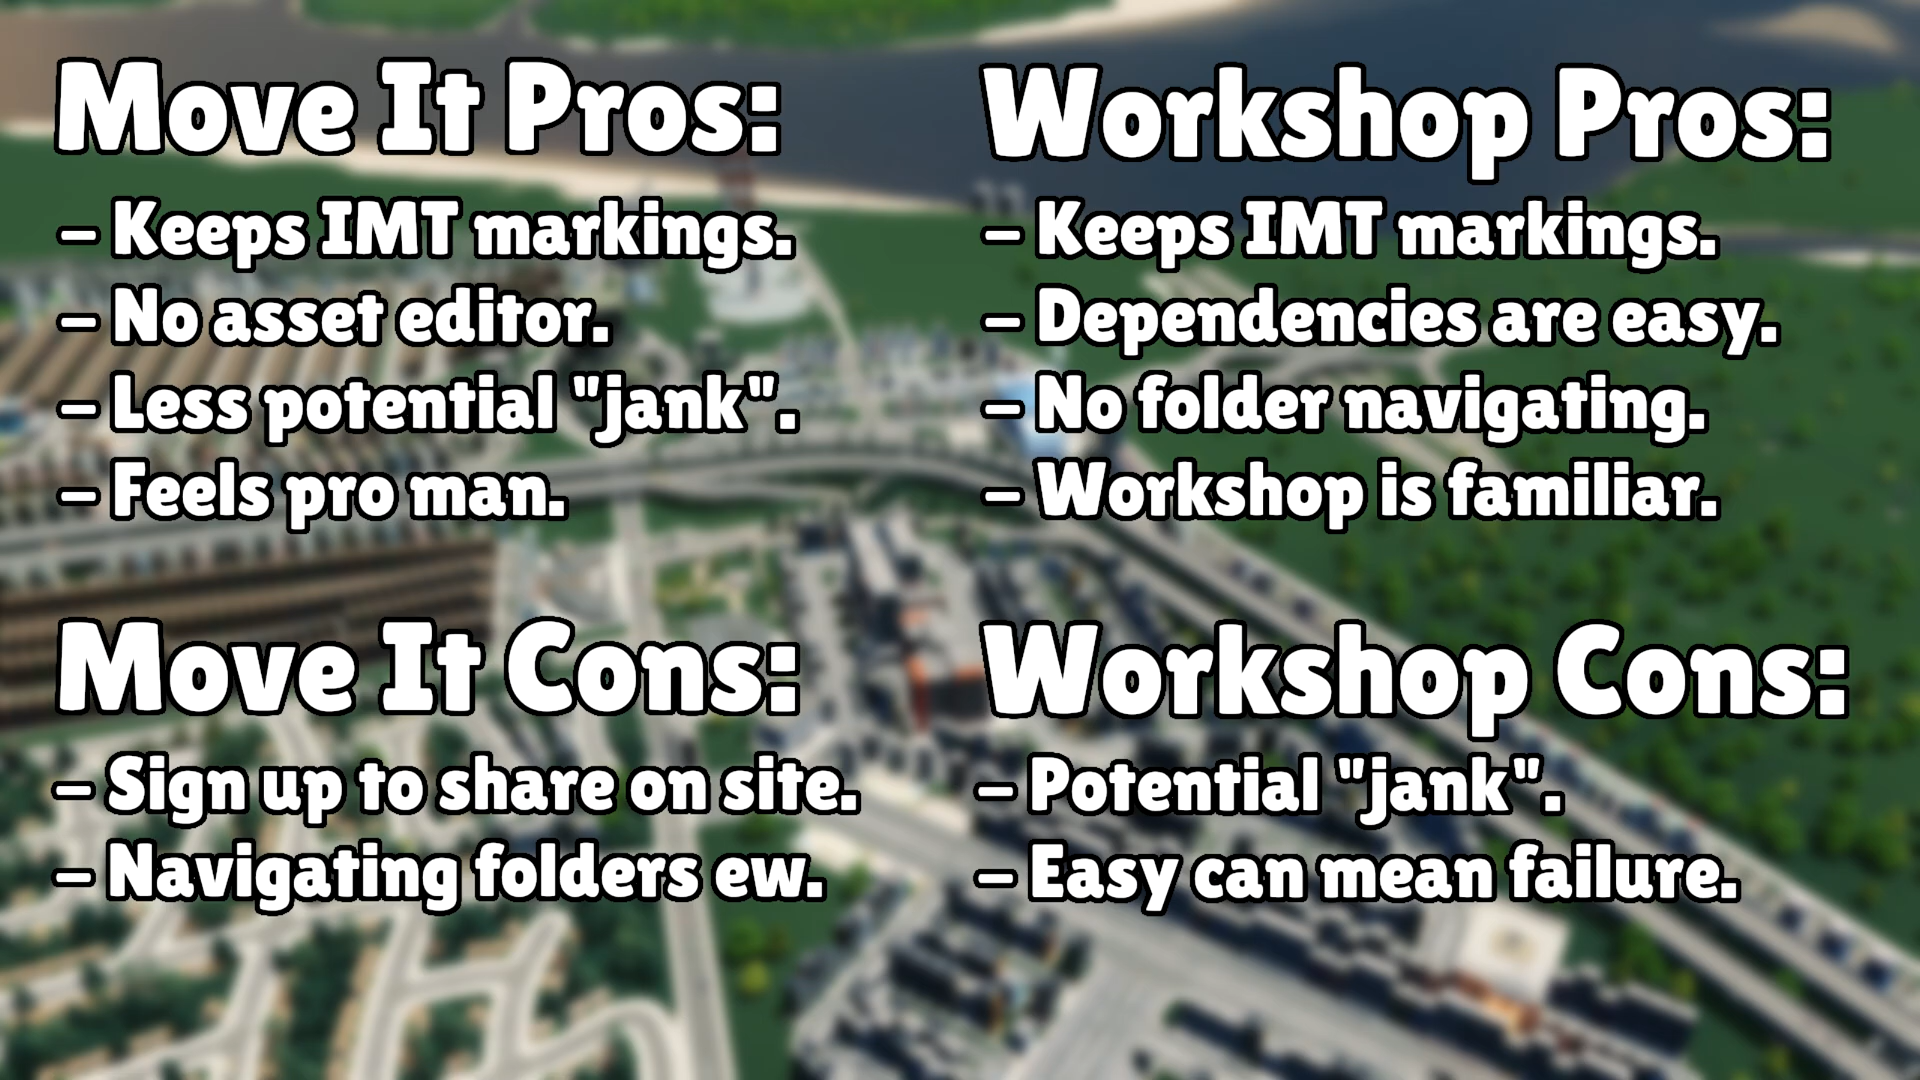 Move It Pros:
- Keeps IMT markings.
- No asset editor.
- Less potential "jank".
- Feels pro man.
Workshop Pros:
- Keeps IMT markings.
- Dependencies are easy.
- No folder navigating.
- Workshop is familiar.
Move It Cons:
- Sign up to share on site.
- Navigating folders ew.
Workshop Cons:
- Potential "jank".
- Easy can mean failure.